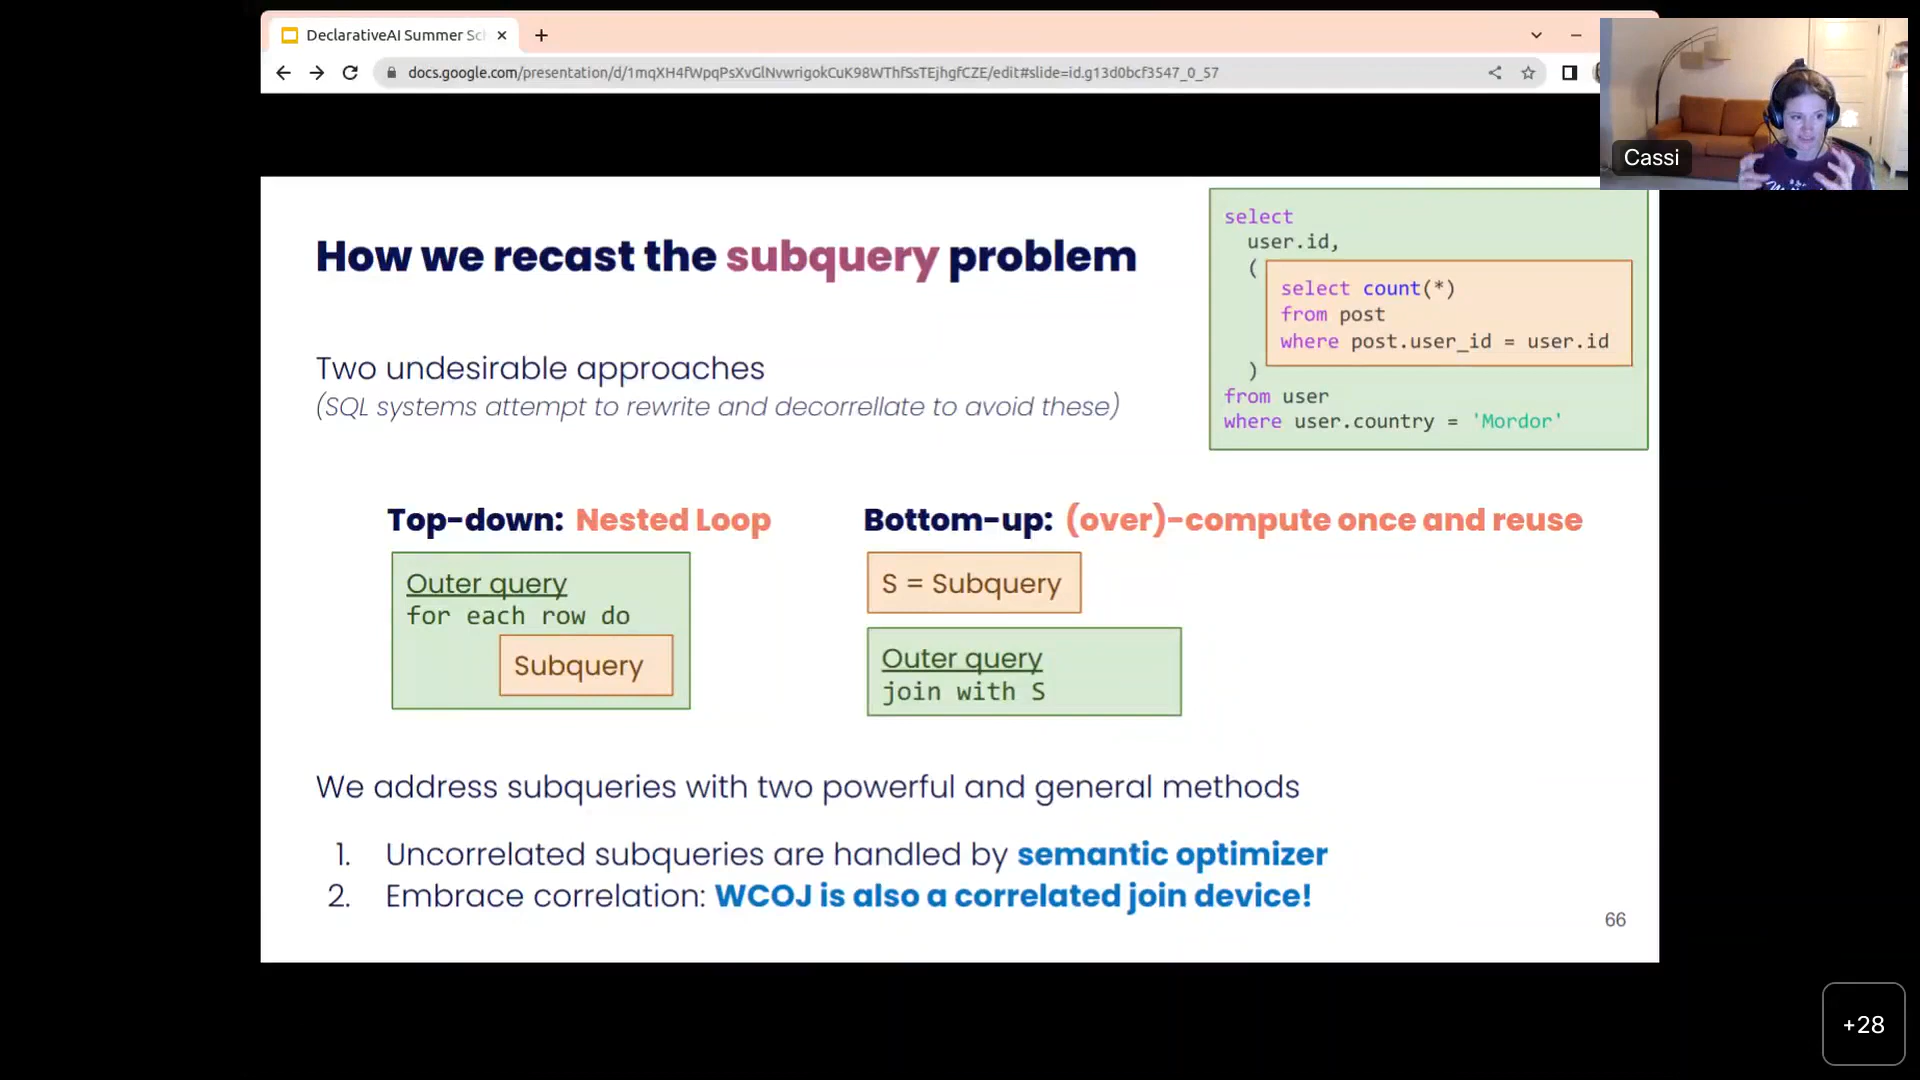 DeclarativeAI Summer Sch
docs.google.com/presentation/d/1mqXH4fWpqPsXvGlNvwrigokCuK98WThfSsTEjhgfCZE/edit#slide=id.g13d0bcf3547_0_57
Cassi
How we recast the subquery problem
select
user.id,
(
select count(*)
from post
where post.user_id = user.id
)
from user
where user.country = 'Mordor'
Two undesirable approaches
(SQL systems attempt to rewrite and decorrellate to avoid these)
Top-down: Nested Loop
Outer query
for each row do
Subquery
Bottom-up: (over)-compute once and reuse
S = Subquery
Outer query
join with S
We address subqueries with two powerful and general methods
1. Uncorrelated subqueries are handled by semantic optimizer
2. Embrace correlation: WCOJ is also a correlated join device!
66
+28